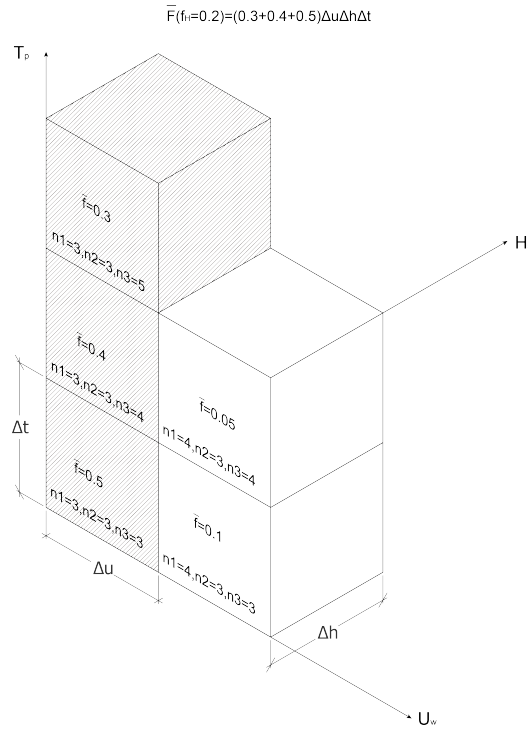 F̅(fH=0.2)=(0.3+0.4+0.5)ΔuΔhΔt
Tp
f̅=0.3
n1=3,n2=3,n3=5
H
f̅=0.4
n1=3,n2=3,n3=4
f̅=0.05
n1=4,n2=3,n3=4
Δt
f̅=0.5
n1=3,n2=3,n3=3
f̅=0.1
n1=4,n2=3,n3=3
Δu
Δh
Uw